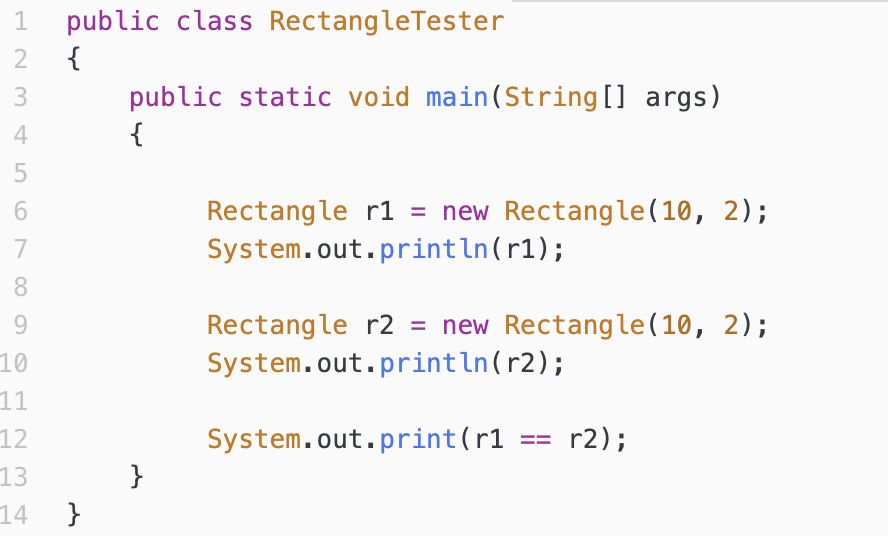 1 public class RectangleTester
2 {
3     public static void main(String[] args)
4     {
5
6         Rectangle r1 = new Rectangle(10, 2);
7         System.out.println(r1);
8
9         Rectangle r2 = new Rectangle(10, 2);
10         System.out.println(r2);
11
12         System.out.print(r1 == r2);
13     }
14 }